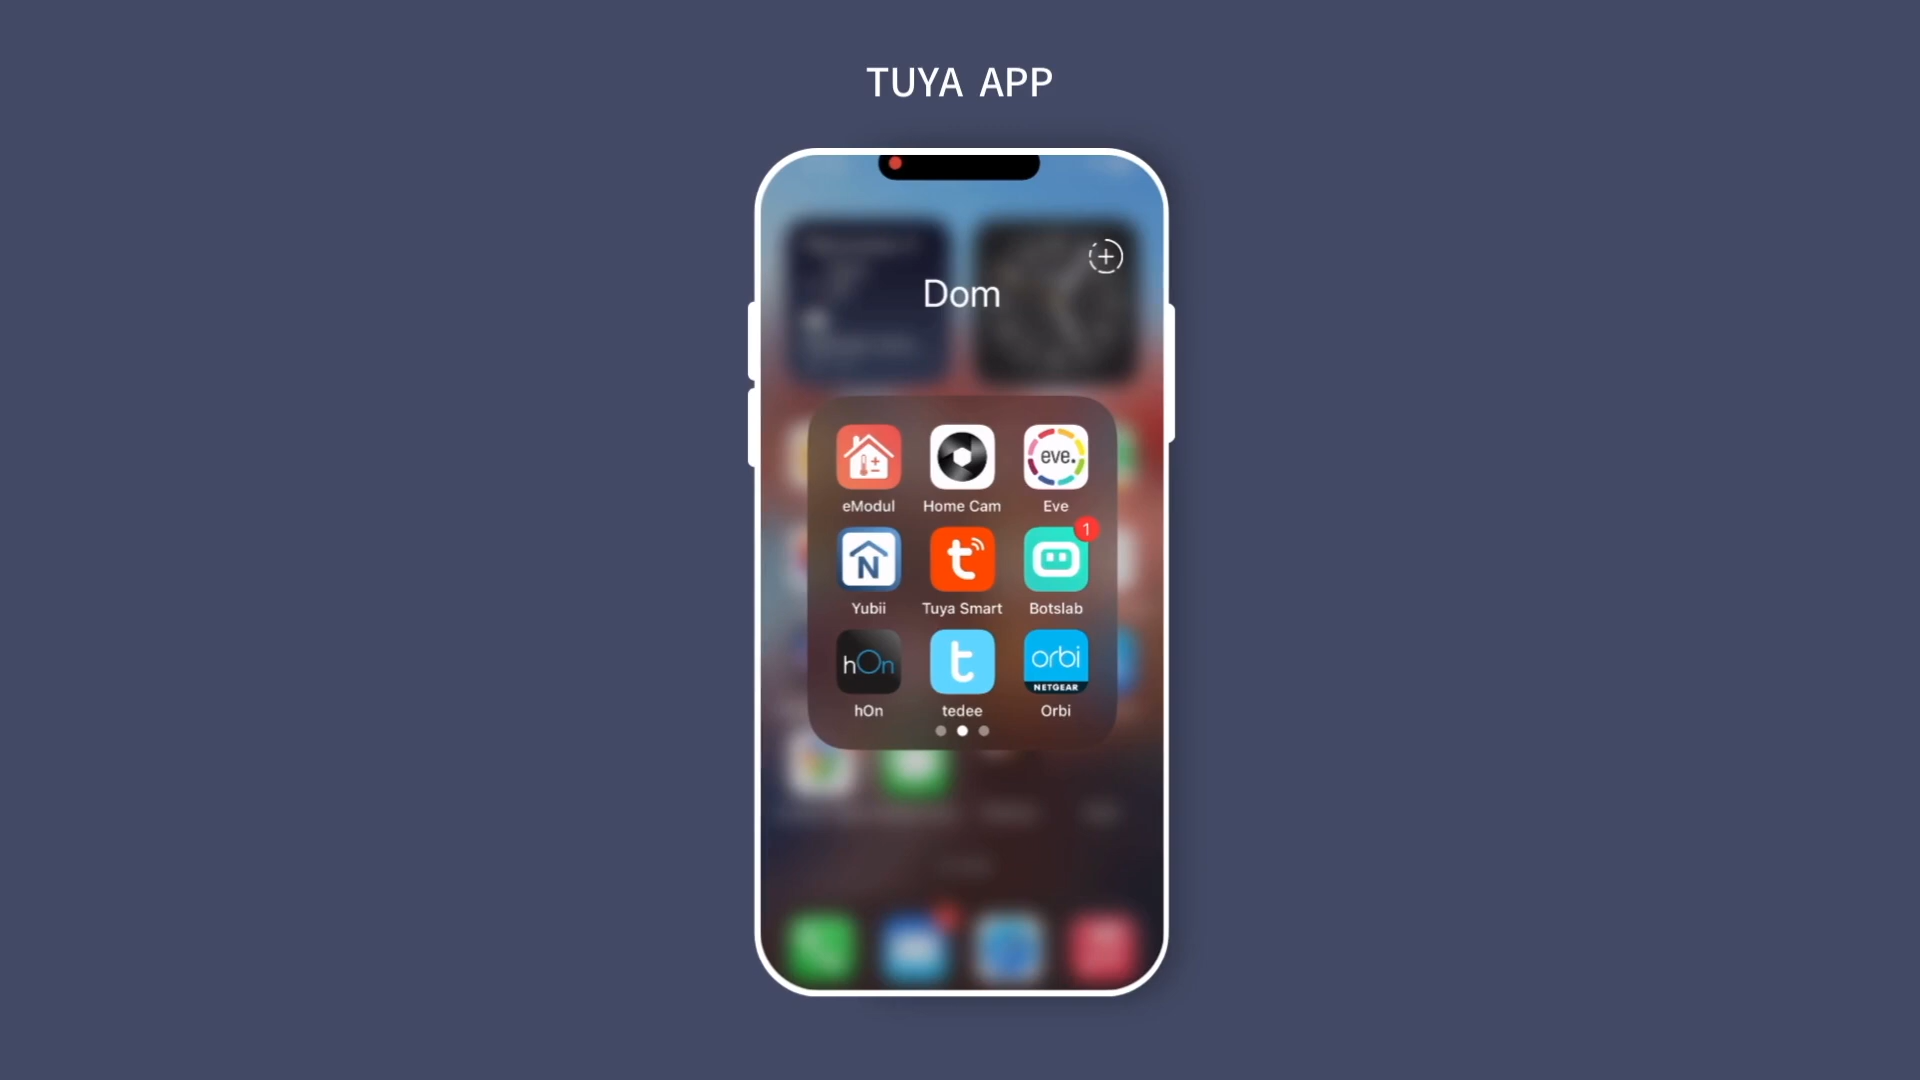 TUYA APP
Dom
eve.
eModul Home Cam Eve
1
N
t
Yubii Tuya Smart Botslab
hOn
t
orbi
NETGEAR
hOn tedee Orbi